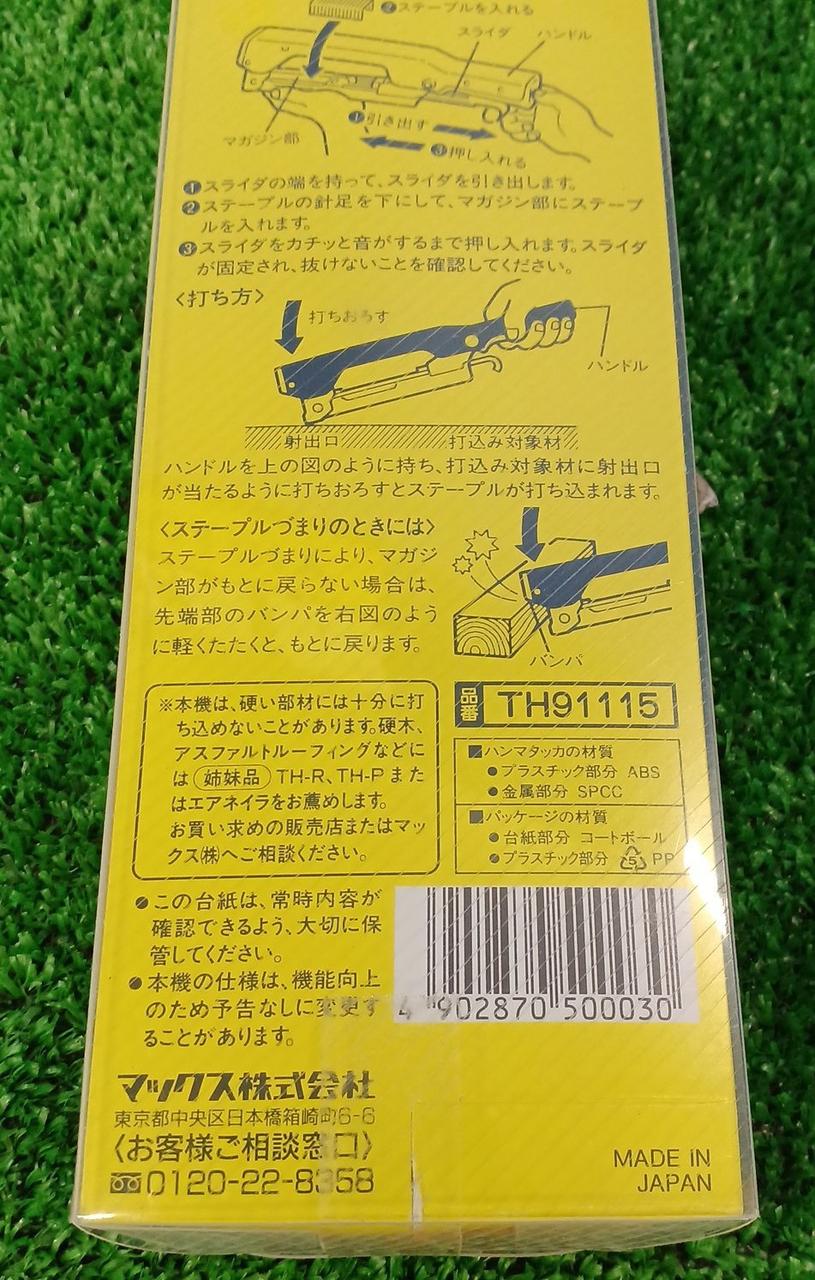 ❷ステープルを入れる
スライダ ハンドル
❶引き出す
マガジン部
❸押し入れる
❶スライダの端を持って、スライダを引き出します。
❷ステープルの針足を下にして、マガジン部にステープ
ルを入れます。
❸スライダをカチッと音がするまで押し入れます。スライダ
が固定され、抜けないことを確認してください。
〈打ち方〉
打ちおろす
ハンドル
射出口 打込み対象材
ハンドルを上の図のように持ち、打込み対象材に射出口
が当たるように打ちおろすとステープルが打ち込まれます。
〈ステープルづまりのときには〉
ステープルづまりにより、マガジ
ン部がもとに戻らない場合は、
先端部のバンパを右図のよう
に軽くたたくと、もとに戻ります。
バンパ
※本機は、硬い部材には十分に打
ち込めないことがあります。硬木、
アスファルトルーフィングなどに
は 姉妹品 TH-R、TH-Pまた
はエアネイラをお薦めします。
お買い求めの販売店またはマッ
クス㈱へご相談ください。
品番 TH91115
■ハンマタッカの材質
●プラスチック部分 ABS
●金属部分 SPCC
■パッケージの材質
●台紙部分 コートボール
●プラスチック部分 5 PP
●この台紙は、常時内容が
確認できるよう、大切に保
管してください。
●本機の仕様は、機能向上
のため予告なしに変更す
ることがあります。
4 902870 500030
マックス株式会社
東京都中央区日本橋箱崎町6-6
〈お客様ご相談窓口〉
0120-22-8358
MADE IN
JAPAN